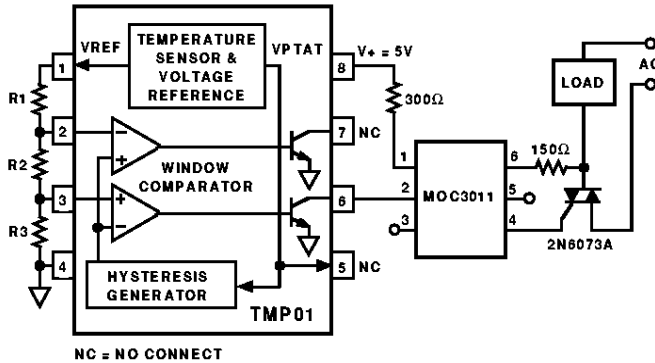 VREF
TEMPERATURE
SENSOR &
VOLTAGE
REFERENCE
VPTAT
1
8
V+ = 5V
R1
300Ω
2
7
NC
R2
WINDOW
COMPARATOR
3
6
R3
4
5
NC
HYSTERESIS
GENERATOR
TMP01
1
2
3
MOC3011
6
5
4
150Ω
LOAD
AC
2N6073A
NC = NO CONNECT